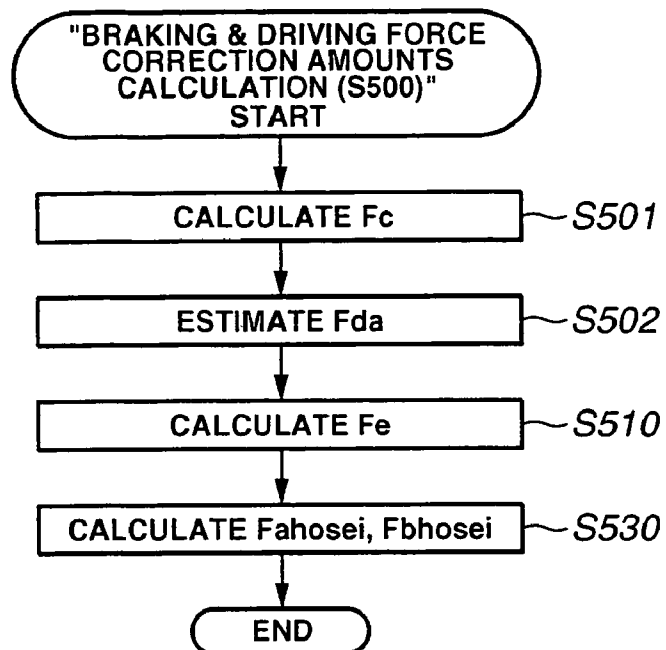 "BRAKING & DRIVING FORCE
CORRECTION AMOUNTS
CALCULATION (S500)"
START
CALCULATE Fc
S501
ESTIMATE Fda
S502
CALCULATE Fe
S510
CALCULATE Fahosei, Fbhosei
S530
END